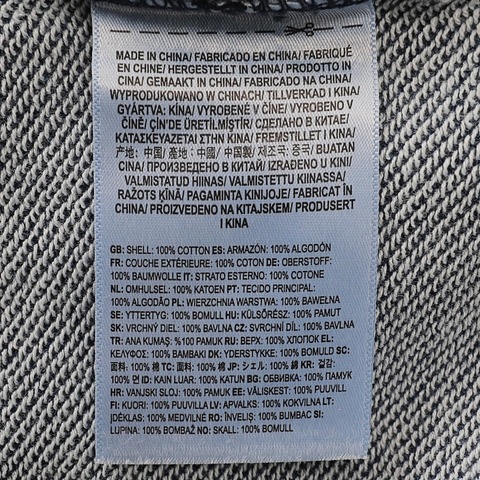 MADE IN CHINA/ FABRICADO EN CHINA/ FABRIQUÉ
EN CHINE/ HERGESTELLT IN CHINA/ PRODOTTO IN
CINA/ GEMAAKT IN CHINA/ FABRICADO NA CHINA/
WYPRODUKOWANO W CHINACH/ TILLVERKAD I KINA/
GYÁRTVA: KÍNA/ VYROBENÉ V ČÍNE/ VYROBENO V
ČÍNĚ/ ÇİN'DE ÜRETİLMİŞTİR/ СДЕЛАНО В КИТАЕ/
ΚΑΤΑΣΚΕΥΑΖΕΤΑΙ ΣΤΗΝ ΚΙΝΑ/ FREMSTILLET I KINA/
产地: 中国/ 產地 : 中國/ 中国製/ 제조국: 중국/ BUATAN
CINA/ ПРОИЗВЕДЕНО В КИТАЙ/ IZRAĐENO U KINI/
VALMISTATUD HIINAS/ VALMISTETTU KIINASSA/
RAŽOTS ĶĪNĀ/ PAGAMINTA KINIJOJE/ FABRICAT ÎN
CHINA/ PROIZVEDENO NA KITAJSKEM/ PRODUSERT
I KINA
GB: SHELL: 100% COTTON ES: ARMAZÓN: 100% ALGODÓN
FR: COUCHE EXTÉRIEURE: 100% COTON DE: OBERSTOFF:
100% BAUMWOLLE IT: STRATO ESTERNO: 100% COTONE
NL: OMHULSEL: 100% KATOEN PT: TECIDO PRINCIPAL:
100% ALGODÃO PL: WIERZCHNIA WARSTWA: 100% BAWEŁNA
SE: YTTERTYG: 100% BOMULL HU: KÜLSŐRÉSZ: 100% PAMUT
SK: VRCHNÝ DIEL: 100% BAVLNA CZ: SVRCHNÍ DÍL: 100% BAVLNA
TR: ANA KUMAŞ: %100 PAMUK RU: ВЕРХ: 100% ХЛОПОК EL:
ΚΕΛΥΦΟΣ: 100% ΒΑΜΒΑΚΙ DK: YDERSTYKKE: 100% BOMULD SC:
面料: 100% 棉 TC: 面料: 100% 棉 JP: シェル: 100% 綿 KR: 겉감:
100% 면 ID: KAIN LUAR: 100% KATUN BG: ОБВИВКА: 100% ПАМУК
HR: VANJSKI SLOJ: 100% PAMUK EE: VÄLISKEST: 100% PUUVILL
FI: KUORI: 100% PUUVILLA LV: APVALKS: 100% KOKVILNA LT:
ĮDĖKLAS: 100% MEDVILNĖ RO: ÎNVELIŞ: 100% BUMBAC SI:
LUPINA: 100% BOMBAŽ NO: SKALL: 100% BOMULL